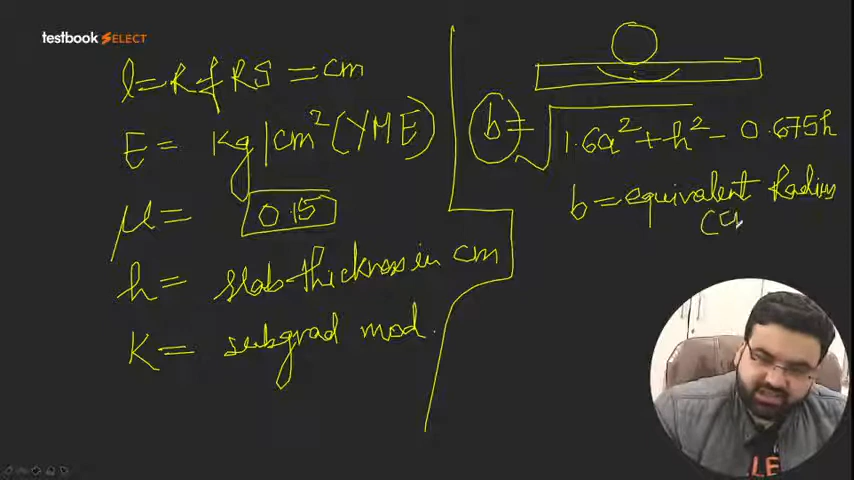 testbook SELECT
l = R of RS = cm
E = Kg/cm² (YME)
μ = 0.15
h = slab thickness in cm
K = subgrad mod.
b = √1.6a² + h² - 0.675h
b = equivalent Radius
(